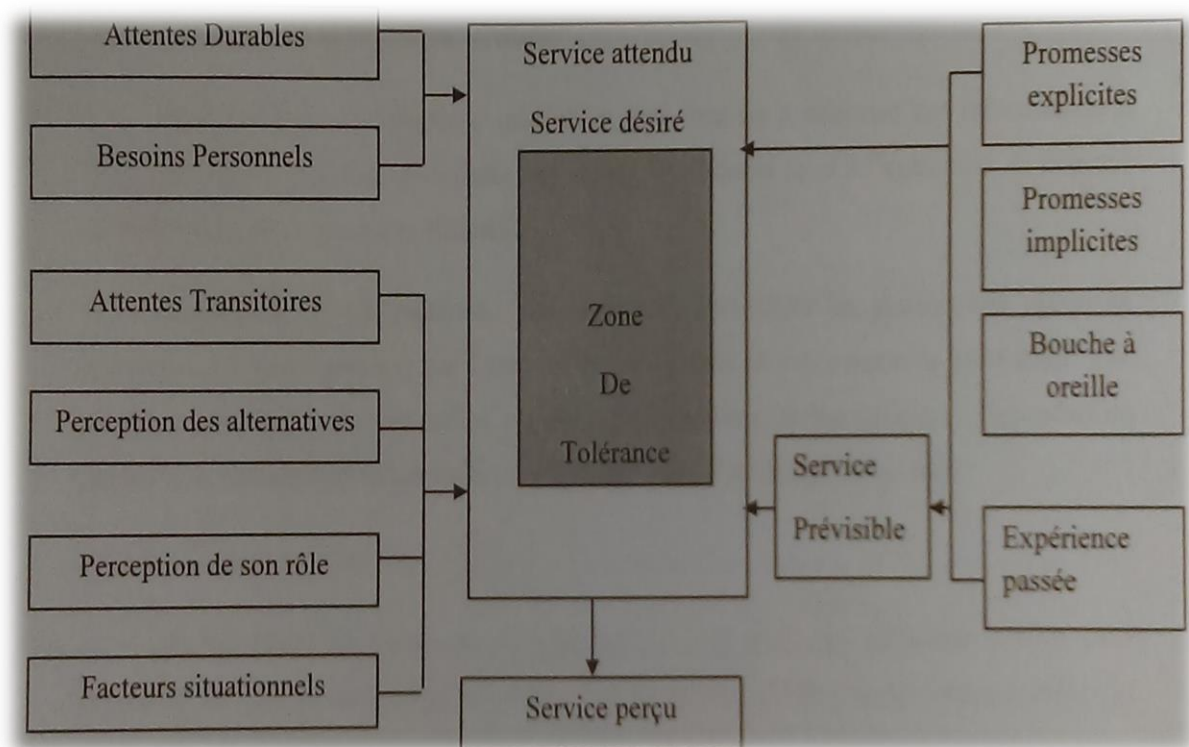 Attentes Durables
Besoins Personnels
Attentes Transitoires
Perception des alternatives
Perception de son rôle
Facteurs situationnels
Service attendu
Service désiré
Zone
De
Tolérance
Service perçu
Service
Prévisible
Promesses
explicites
Promesses
implicites
Bouche à
oreille
Expérience
passée